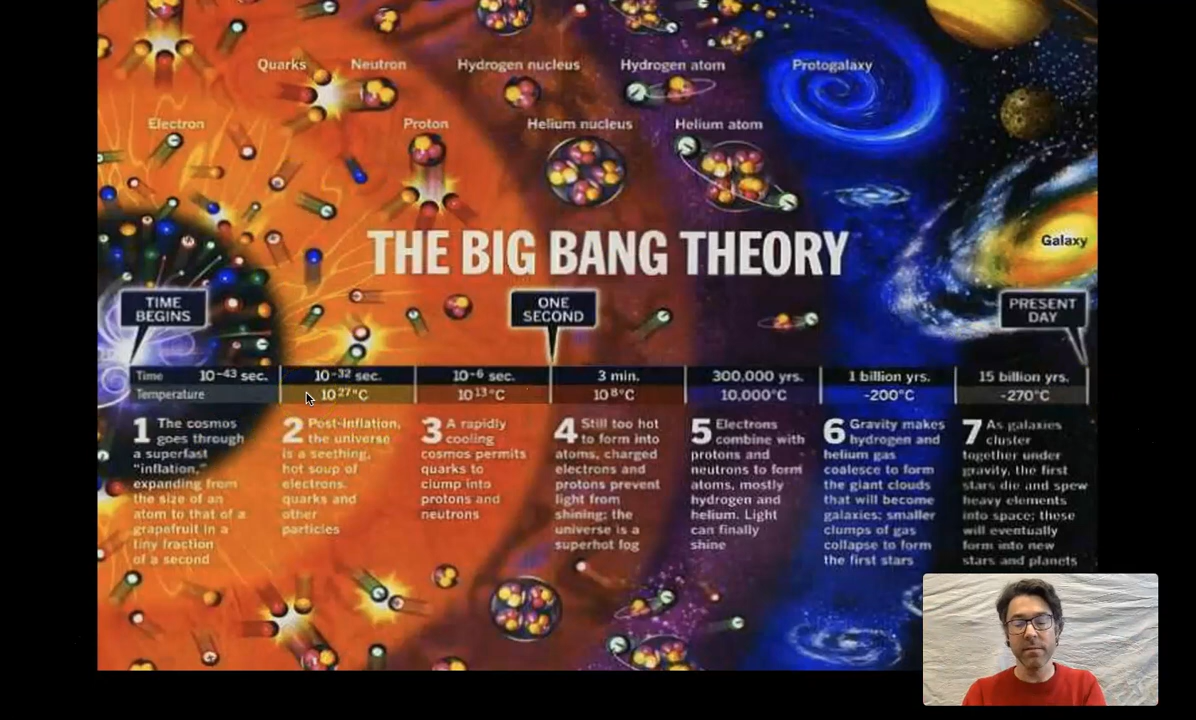 Quarks
Neutron
Hydrogen nucleus
Hydrogen atom
Protogalaxy
Electron
Proton
Helium nucleus
Helium atom
THE BIG BANG THEORY
Galaxy
TIME
BEGINS
ONE
SECOND
PRESENT
DAY
Time 10-43 sec. 10-32 sec. 10-6 sec. 3 min. 300,000 yrs. 1 billion yrs. 15 billion yrs.
Temperature 10 27°C 10 13°C 10 8°C 10,000°C -200°C -270°C
1 The cosmos
goes through
a superfast
"inflation,"
expanding from
the size of an
atom to that of a
grapefruit in a
tiny fraction
of a second
2 Post-inflation,
the universe
is a seething,
hot soup of
electrons,
quarks and
other
particles
3 A rapidly
cooling
cosmos permits
quarks to
clump into
protons and
neutrons
4 Still too hot
to form into
atoms, charged
electrons and
protons prevent
light from
shining; the
universe is a
superhot fog
5 Electrons
combine with
protons and
neutrons to form
atoms, mostly
hydrogen and
helium. Light
can finally
shine
6 Gravity makes
hydrogen and
helium gas
coalesce to form
the giant clouds
that will become
galaxies; smaller
clumps of gas
collapse to form
the first stars
7 As galaxies
cluster
together under
gravity, the first
stars die and spew
heavy elements
into space; these
will eventually
form into new
stars and planets